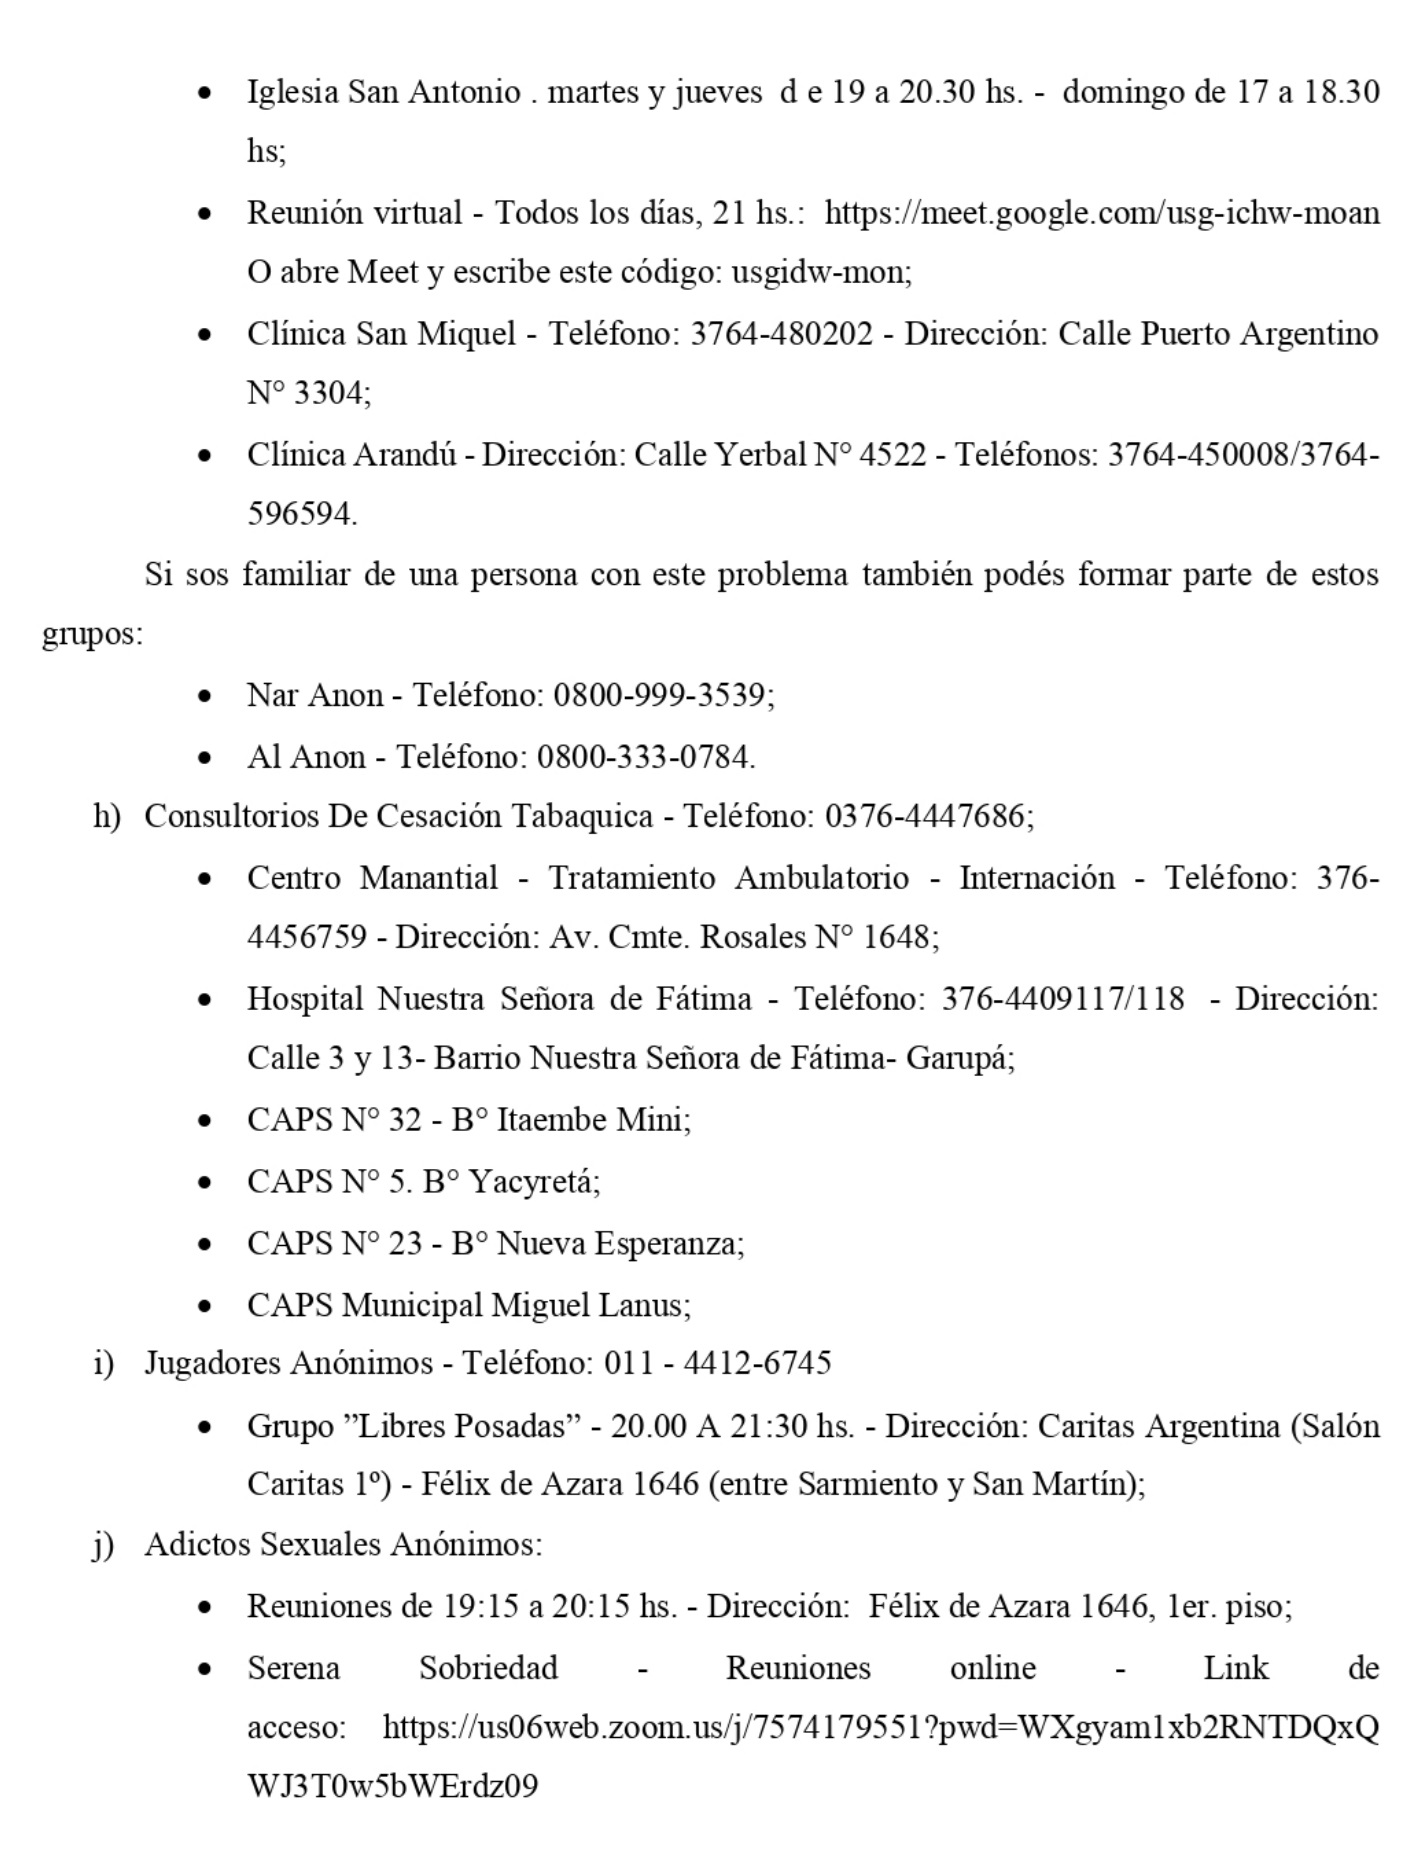 • Iglesia San Antonio . martes y jueves  d e 19 a 20.30 hs. -  domingo de 17 a 18.30
hs;
• Reunión virtual - Todos los días, 21 hs.:  https://meet.google.com/usg-ichw-moan
O abre Meet y escribe este código: usgidw-mon;
• Clínica San Miquel - Teléfono: 3764-480202 - Dirección: Calle Puerto Argentino
N° 3304;
• Clínica Arandú - Dirección: Calle Yerbal N° 4522 - Teléfonos: 3764-450008/3764-
596594.
Si sos familiar de una persona con este problema también podés formar parte de estos
grupos:
• Nar Anon - Teléfono: 0800-999-3539;
• Al Anon - Teléfono: 0800-333-0784.
h) Consultorios De Cesación Tabaquica - Teléfono: 0376-4447686;
• Centro Manantial - Tratamiento Ambulatorio - Internación - Teléfono: 376-
4456759 - Dirección: Av. Cmte. Rosales N° 1648;
• Hospital Nuestra Señora de Fátima - Teléfono: 376-4409117/118  - Dirección:
Calle 3 y 13- Barrio Nuestra Señora de Fátima- Garupá;
• CAPS N° 32 - B° Itaembe Mini;
• CAPS N° 5. B° Yacyretá;
• CAPS N° 23 - B° Nueva Esperanza;
• CAPS Municipal Miguel Lanus;
i) Jugadores Anónimos - Teléfono: 011 - 4412-6745
• Grupo ”Libres Posadas” - 20.00 A 21:30 hs. - Dirección: Caritas Argentina (Salón
Caritas 1º) - Félix de Azara 1646 (entre Sarmiento y San Martín);
j) Adictos Sexuales Anónimos:
• Reuniones de 19:15 a 20:15 hs. - Dirección:  Félix de Azara 1646, 1er. piso;
• Serena Sobriedad - Reuniones online - Link de
acceso: https://us06web.zoom.us/j/7574179551?pwd=WXgyam1xb2RNTDQxQ
WJ3T0w5bWErdz09